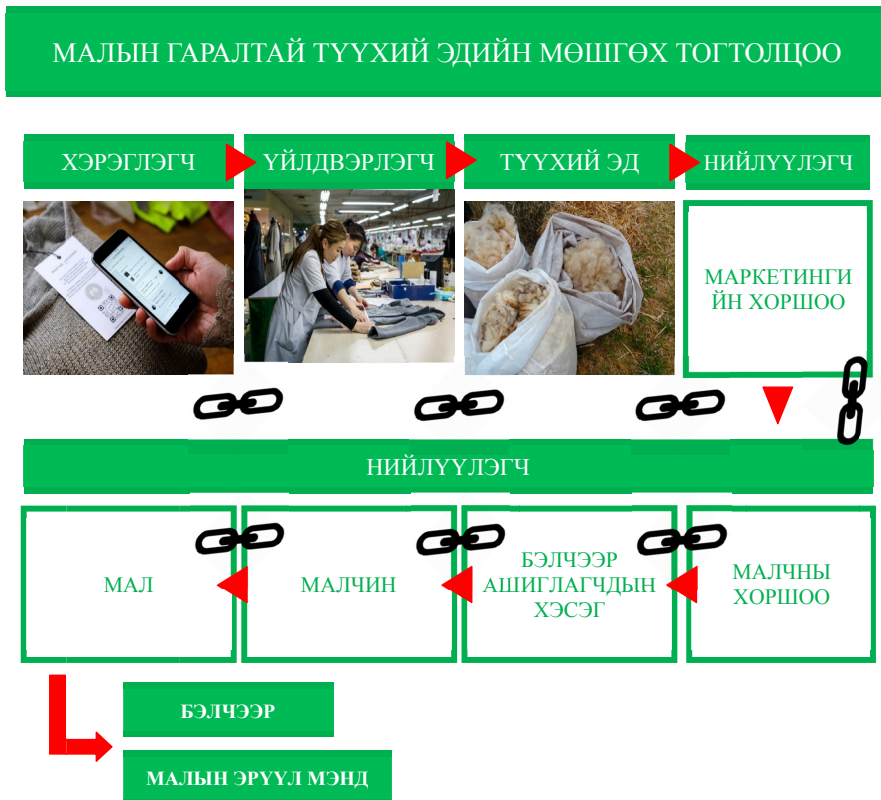 МАЛЫН ГАРАЛТАЙ ТҮҮХИЙ ЭДИЙН МӨШГӨХ ТОГТОЛЦОО
ХЭРЭГЛЭГЧ
ҮЙЛДВЭРЛЭГЧ
ТҮҮХИЙ ЭД
НИЙЛҮҮЛЭГЧ
МАРКЕТИНГИ
ЙН ХОРШОО
НИЙЛҮҮЛЭГЧ
МАЛ
МАЛЧИН
БЭЛЧЭЭР
АШИГЛАГЧДЫН
ХЭСЭГ
МАЛЧНЫ
ХОРШОО
БЭЛЧЭЭР
МАЛЫН ЭРҮҮЛ МЭНД